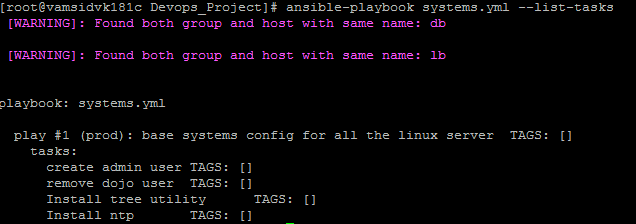 [root@vamsidvk181c Devops_Project]# ansible-playbook systems.yml --list-tasks
[WARNING]: Found both group and host with same name: db
[WARNING]: Found both group and host with same name: lb
playbook: systems.yml
play #1 (prod): base systems config for all the linux server TAGS: []
tasks:
create admin user TAGS: []
remove dojo user TAGS: []
Install tree utility TAGS: []
Install ntp TAGS: []